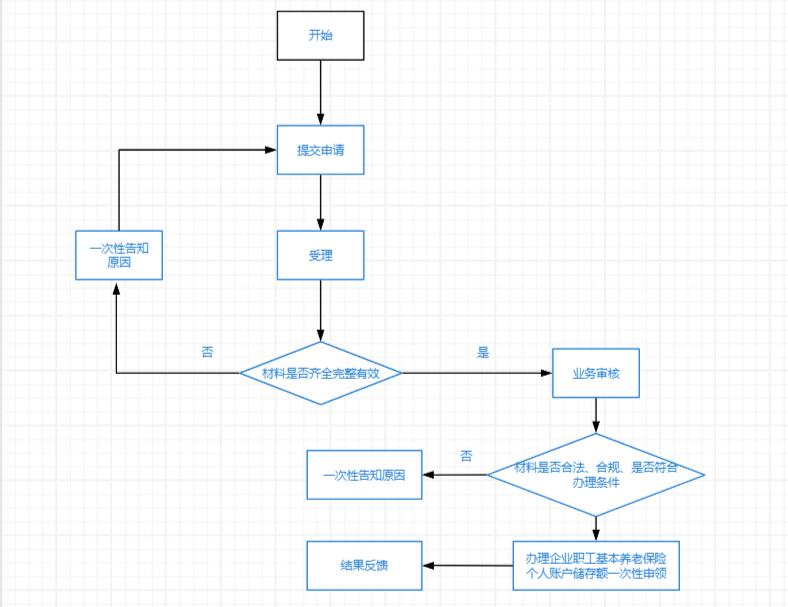 开始
提交申请
一次性告知
原因
受理
否
是
材料是否齐全完整有效
业务审核
否
材料是否合法、合规、是否符合
办理条件
一次性告知原因
办理企业职工基本养老保险
个人账户储存额一次性申领
结果反馈